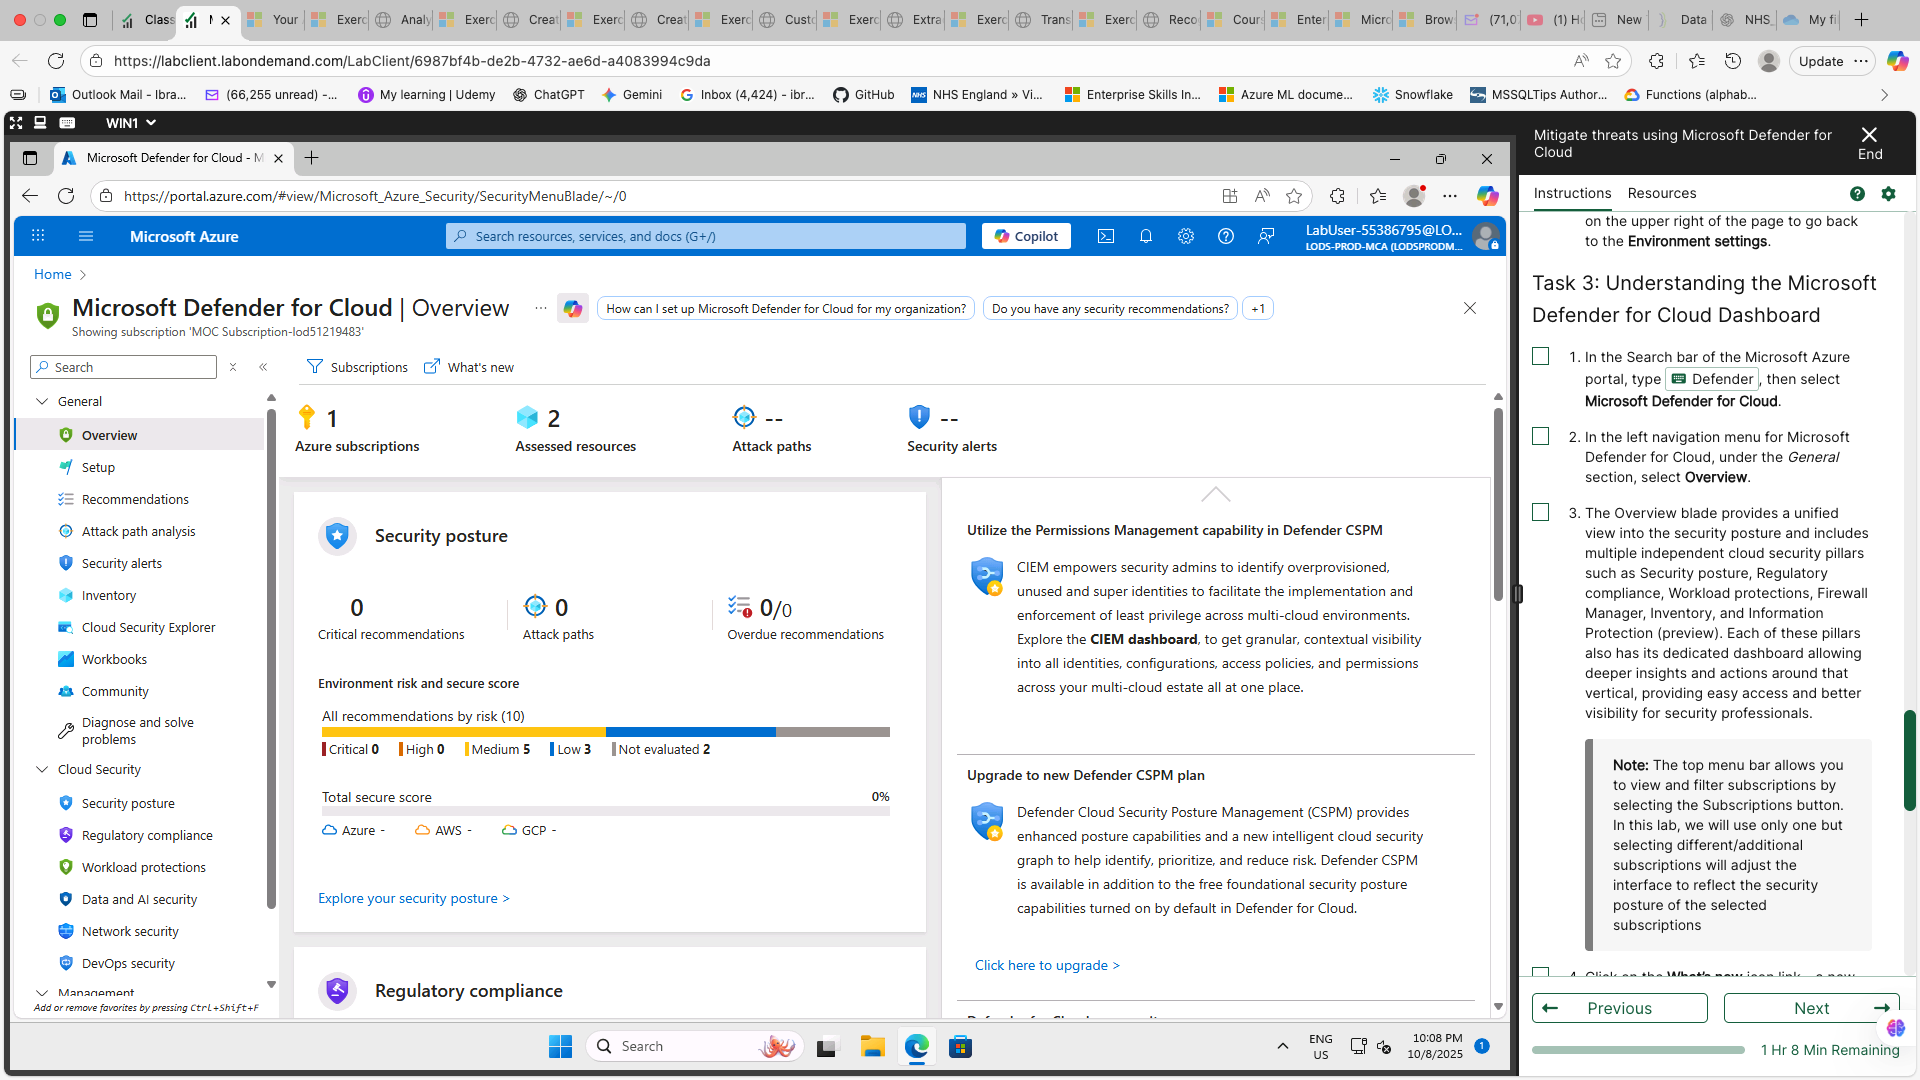 Class
M
Your
Exerc
Analy
Exerc
Creat
Exerc
Creat
Exerc
Custo
Exerc
Extra
Exerc
Trans
Exerc
Reco
Cours
Enter
Micro
Brow
(71,07
(1) Ho
New
Data
NHS_
My fi
https://labclient.labondemand.com/LabClient/6987bf4b-de2b-4732-ae6d-a4083994c9da
Update
Outlook Mail - Ibra...
(66,255 unread) -...
My learning | Udemy
ChatGPT
Gemini
Inbox (4,424) - ibr...
GitHub
NHS England » Vi...
Enterprise Skills In...
Azure ML docume...
Snowflake
MSSQLTips Author...
Functions (alphab...
WIN1
Microsoft Defender for Cloud - M
https://portal.azure.com/#view/Microsoft_Azure_Security/SecurityMenuBlade/~/0
Microsoft Azure
Search resources, services, and docs (G+/)
Copilot
LabUser-55386795@LO...
LODS-PROD-MCA (LODSPRODM...
Home
Microsoft Defender for Cloud | Overview
Showing subscription 'MOC Subscription-lod51219483'
How can I set up Microsoft Defender for Cloud for my organization?
Do you have any security recommendations?
+1
Search
Subscriptions
What's new
General
Overview
Setup
Recommendations
Attack path analysis
Security alerts
Inventory
Cloud Security Explorer
Workbooks
Community
Diagnose and solve
problems
Cloud Security
Security posture
Regulatory compliance
Workload protections
Data and AI security
Network security
DevOps security
Management
Add or remove favorites by pressing Ctrl+Shift+F
1
Azure subscriptions
2
Assessed resources
--
Attack paths
--
Security alerts
Security posture
0
Critical recommendations
0
Attack paths
0/0
Overdue recommendations
Environment risk and secure score
All recommendations by risk (10)
Critical 0
High 0
Medium 5
Low 3
Not evaluated 2
Total secure score
0%
Azure -
AWS -
GCP -
Explore your security posture >
Regulatory compliance
Utilize the Permissions Management capability in Defender CSPM
CIEM empowers security admins to identify overprovisioned,
unused and super identities to facilitate the implementation and
enforcement of least privilege across multi-cloud environments.
Explore the CIEM dashboard, to get granular, contextual visibility
into all identities, configurations, access policies, and permissions
across your multi-cloud estate all at one place.
Upgrade to new Defender CSPM plan
Defender Cloud Security Posture Management (CSPM) provides
enhanced posture capabilities and a new intelligent cloud security
graph to help identify, prioritize, and reduce risk. Defender CSPM
is available in addition to the free foundational security posture
capabilities turned on by default in Defender for Cloud.
Click here to upgrade >
Search
ENG
US
10:08 PM
10/8/2025
1
Mitigate threats using Microsoft Defender for
Cloud
End
Instructions
Resources
on the upper right of the page to go back
to the Environment settings.
Task 3: Understanding the Microsoft
Defender for Cloud Dashboard
1. In the Search bar of the Microsoft Azure
portal, type Defender, then select
Microsoft Defender for Cloud.
2. In the left navigation menu for Microsoft
Defender for Cloud, under the General
section, select Overview.
3. The Overview blade provides a unified
view into the security posture and includes
multiple independent cloud security pillars
such as Security posture, Regulatory
compliance, Workload protections, Firewall
Manager, Inventory, and Information
Protection (preview). Each of these pillars
also has its dedicated dashboard allowing
deeper insights and actions around that
vertical, providing easy access and better
visibility for security professionals.
Note: The top menu bar allows you
to view and filter subscriptions by
selecting the Subscriptions button.
In this lab, we will use only one but
selecting different/additional
subscriptions will adjust the
interface to reflect the security
posture of the selected
subscriptions
4. Click on the What's new icon link - a new
Previous
Next
1 Hr 8 Min Remaining